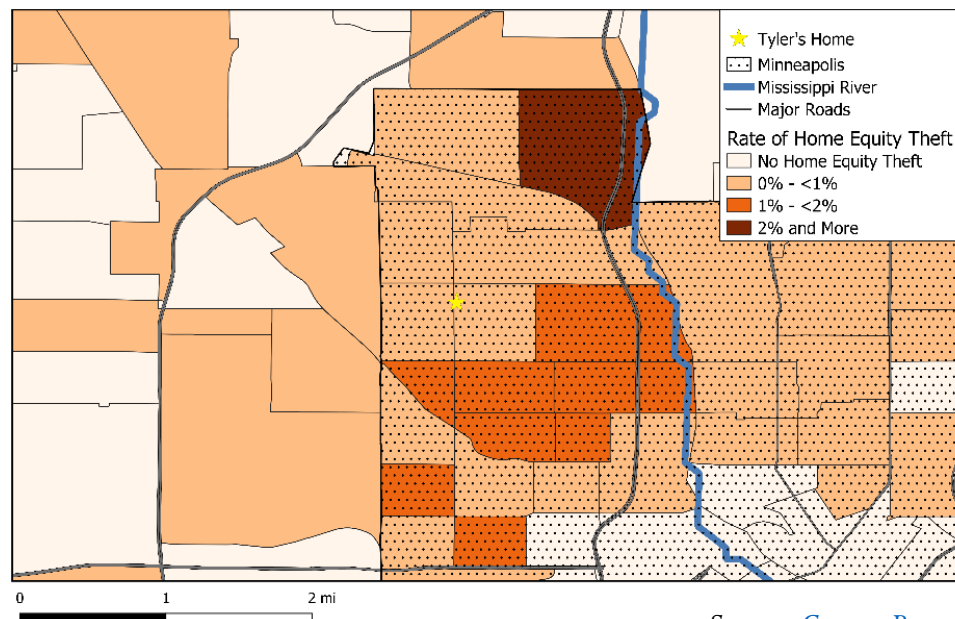 Tyler's Home
Minneapolis
Mississippi River
Major Roads
Rate of Home Equity Theft
No Home Equity Theft
0% - <1%
1% - <2%
2% and More
0 1 2 mi